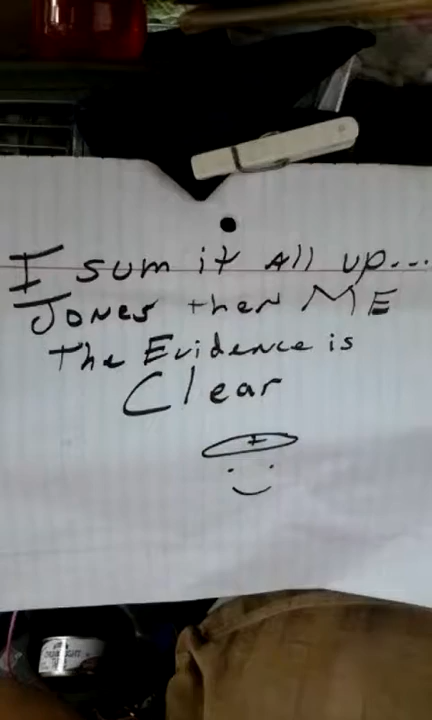 I sum it All up...
Jones then ME
the Evidence is
Clear